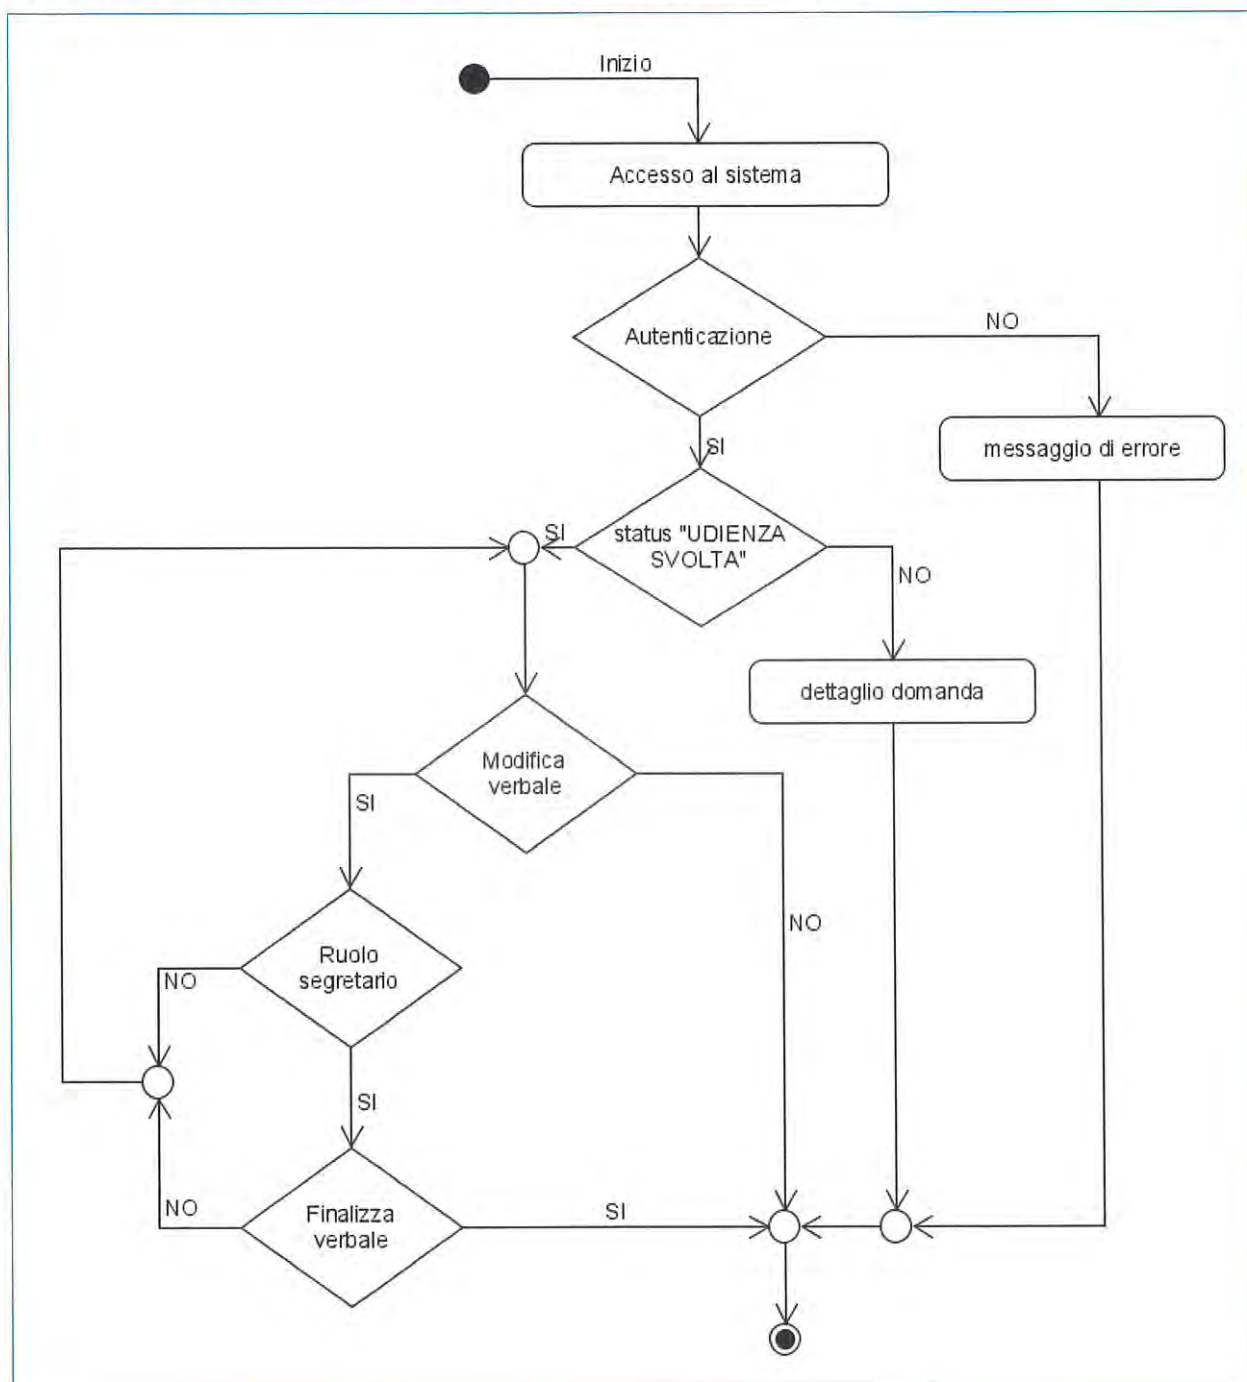 Inizio
Accesso al sistema
Autenticazione
NO
SI
messaggio di errore
status "UDIENZA
SVOLTA"
SI
NO
dettaglio domanda
Modifica
verbale
SI
NO
Ruolo
segretario
NO
SI
Finalizza
verbale
NO
SI